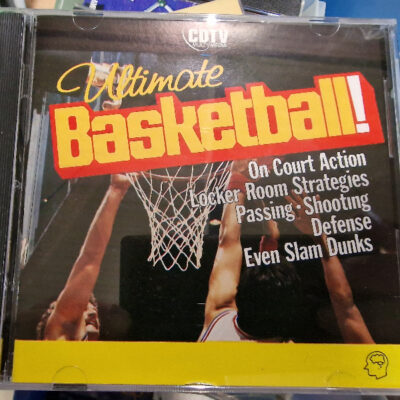 CDTV
Ultimate
Basketball!
On Court Action
Locker Room Strategies
Passing · Shooting
Defense
Even Slam Dunks